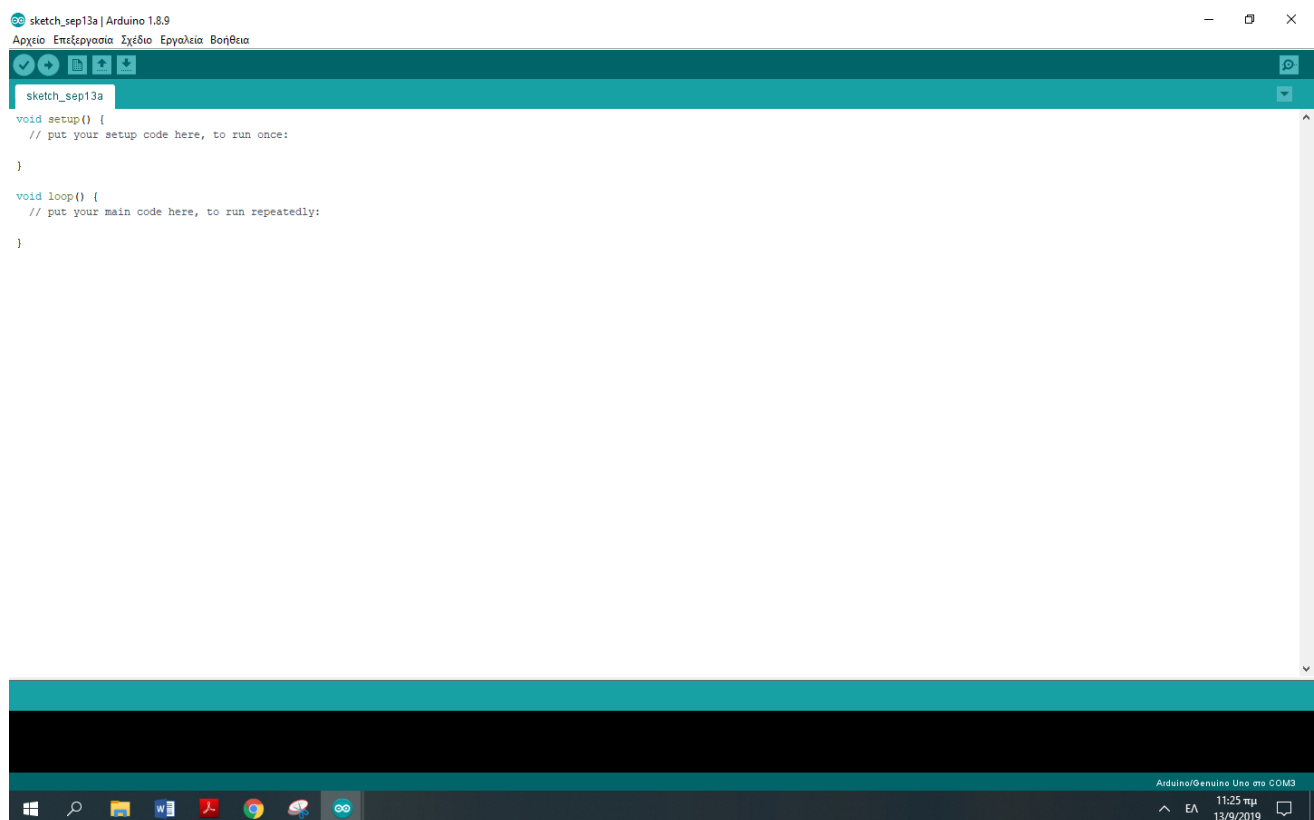 sketch_sep13a | Arduino 1.8.9
Αρχείο Επεξεργασία Σχέδιο Εργαλεία Βοήθεια
sketch_sep13a
void setup() {
  // put your setup code here, to run once:
}
void loop() {
  // put your main code here, to run repeatedly:
}
Arduino/Genuino Uno στο COM3
ΕΛ
11:25 πμ
13/9/2019